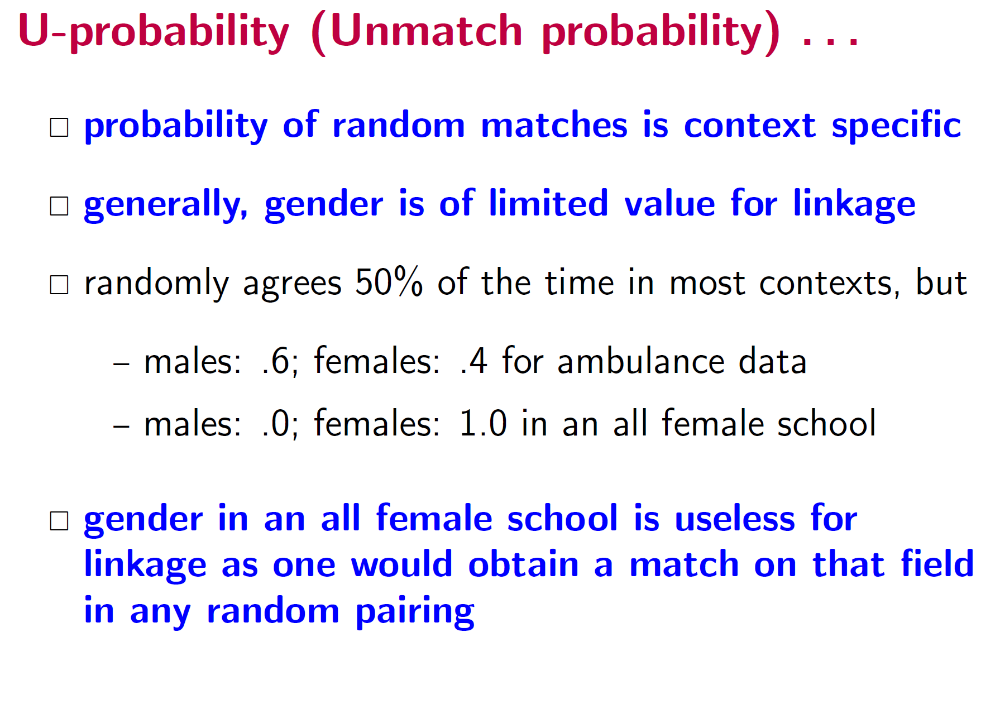 U-probability (Unmatch probability) . . .
□ probability of random matches is context specific
□ generally, gender is of limited value for linkage
□ randomly agrees 50% of the time in most contexts, but
– males: .6; females: .4 for ambulance data
– males: .0; females: 1.0 in an all female school
□ gender in an all female school is useless for
linkage as one would obtain a match on that field
in any random pairing